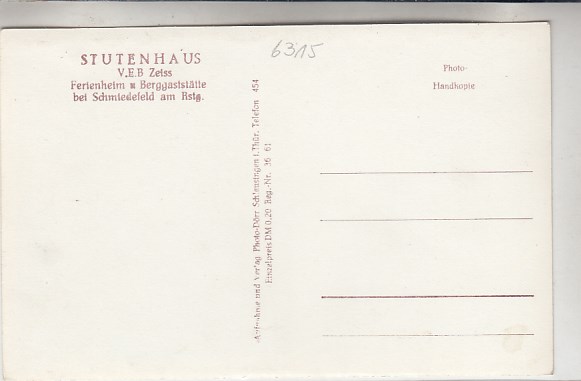 STUTENHAUS
V.E.B Zeiss
Ferienheim u Berggaststätte
bei Schmiedefeld am Rstg.
6315
Photo-
Handkopie
Aufnahme und Verlag Photo-Dörr Schleusingen i. Thür. Telefon 454
Einzelpreis DM 0,20 Reg.-Nr. 36 61